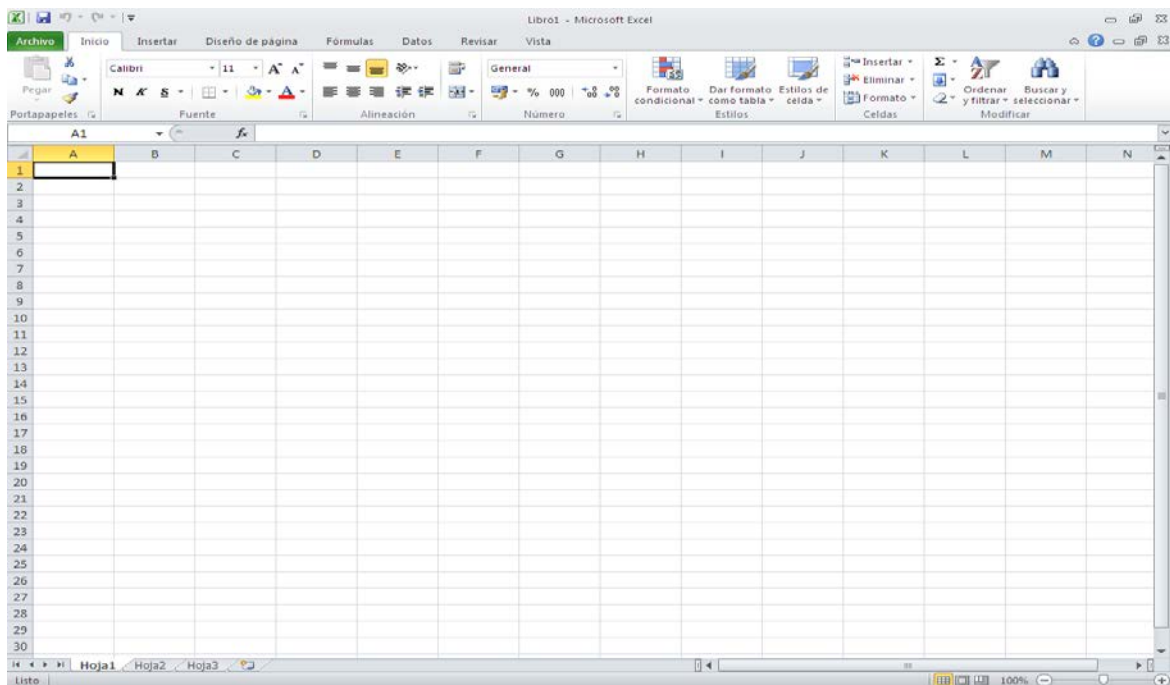 Libro1 - Microsoft Excel
Archivo Inicio Insertar Diseño de página Fórmulas Datos Revisar Vista
Pegar
Calibri 11 A A
N K S A
General
% 000
Formato condicional
Dar formato como tabla
Estilos de celda
Insertar
Eliminar
Formato
Σ
Ordenar y filtrar
Buscar y seleccionar
Portapapeles Fuente Alineación Número Estilos Celdas Modificar
A1 fx
A B C D E F G H I J K L M N
1
2
3
4
5
6
7
8
9
10
11
12
13
14
15
16
17
18
19
20
21
22
23
24
25
26
27
28
29
30
Hoja1 Hoja2 Hoja3
Listo 100%